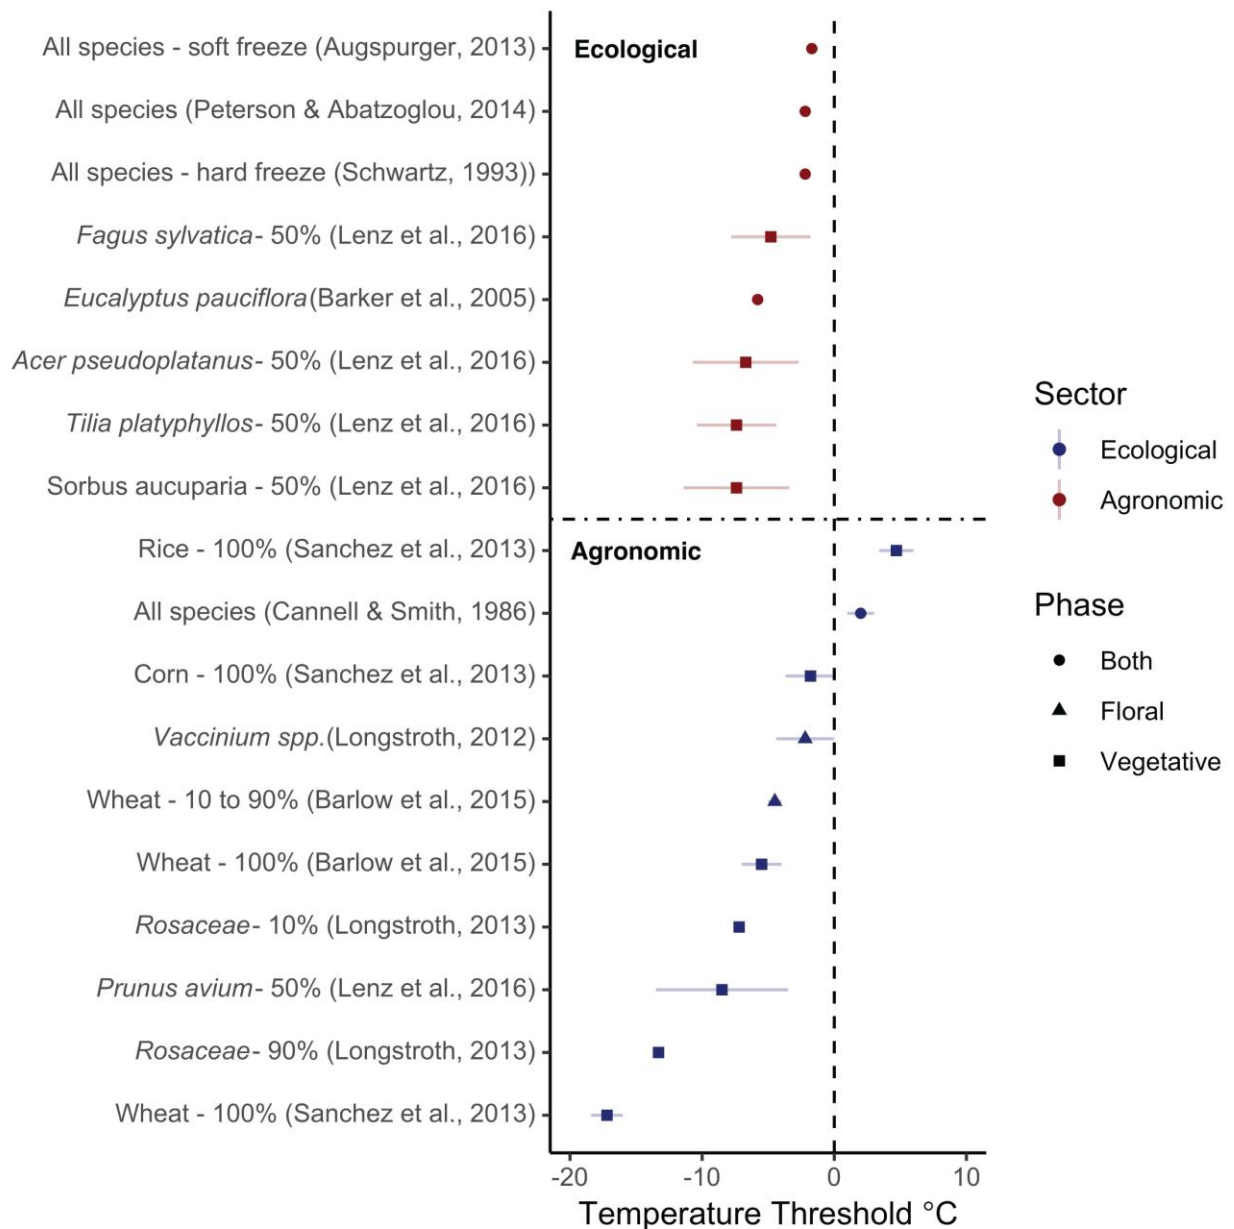 All species - soft freeze (Augspurger, 2013)
Ecological
All species (Peterson & Abatzoglou, 2014)
All species - hard freeze (Schwartz, 1993))
Fagus sylvatica- 50% (Lenz et al., 2016)
Eucalyptus pauciflora(Barker et al., 2005)
Acer pseudoplatanus- 50% (Lenz et al., 2016)
Tilia platyphyllos- 50% (Lenz et al., 2016)
Sorbus aucuparia - 50% (Lenz et al., 2016)
Rice - 100% (Sanchez et al., 2013)
Agronomic
All species (Cannell & Smith, 1986)
Corn - 100% (Sanchez et al., 2013)
Vaccinium spp.(Longstroth, 2012)
Wheat - 10 to 90% (Barlow et al., 2015)
Wheat - 100% (Barlow et al., 2015)
Rosaceae- 10% (Longstroth, 2013)
Prunus avium- 50% (Lenz et al., 2016)
Rosaceae- 90% (Longstroth, 2013)
Wheat - 100% (Sanchez et al., 2013)
-20 -10 0 10
Temperature Threshold °C
Sector
Ecological
Agronomic
Phase
Both
Floral
Vegetative